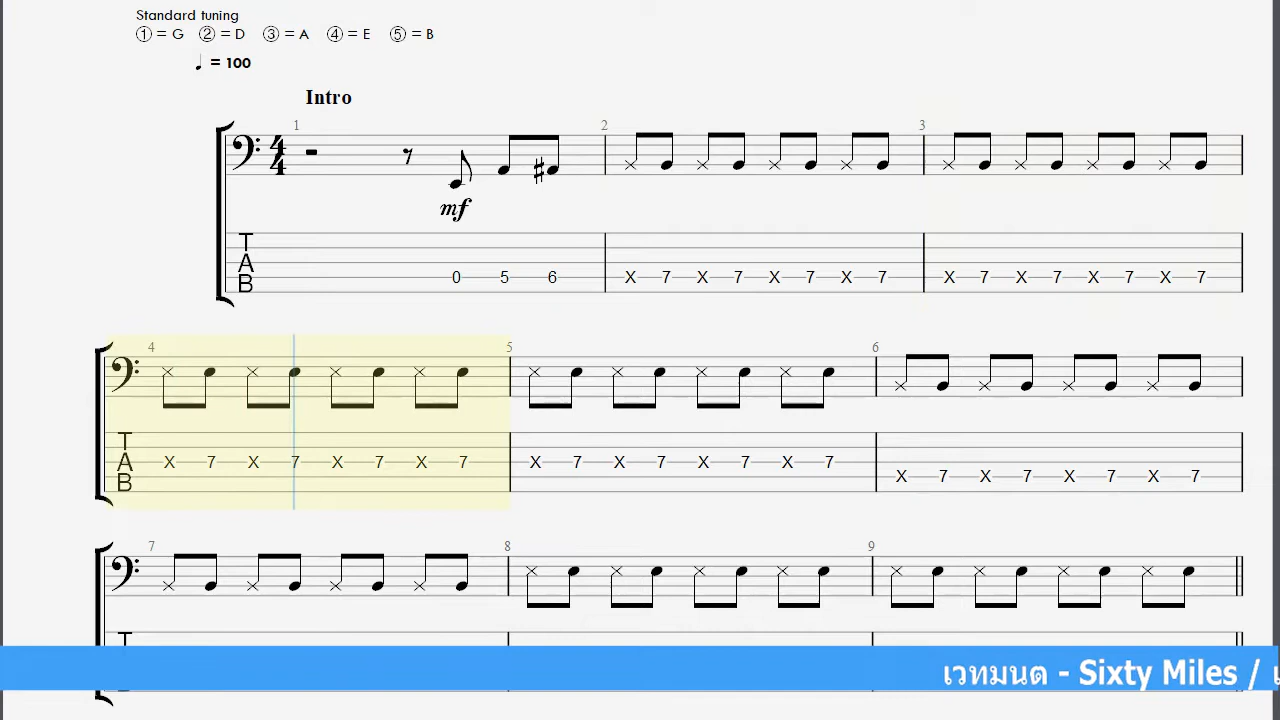 Standard tuning
① = G ② = D ③ = A ④ = E ⑤ = B
♩ = 100
Intro
1 2 3
4
4
mf
T
A
B
0 5 6 X 7 X 7 X 7 X 7 X 7 X 7 X 7 X 7
4 5 6
T
A
B
X 7 X 7 X 7 X 7 X 7 X 7 X 7 X 7
X 7 X 7 X 7 X 7
7 8 9
T
เวทมนต - Sixty Miles /